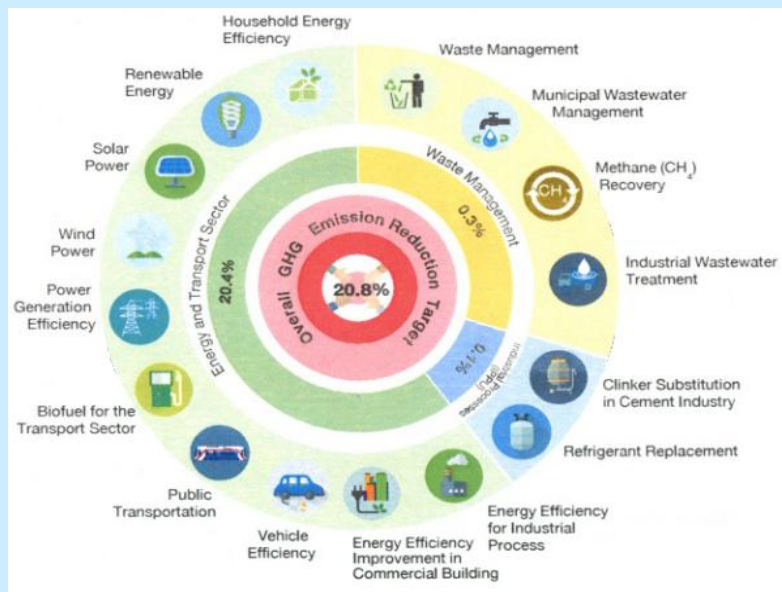 Household Energy
Efficiency
Renewable
Energy
Solar
Power
Wind
Power
Power
Generation
Efficiency
Biofuel for the
Transport Sector
Public
Transportation
Vehicle
Efficiency
Energy Efficiency
Improvement in
Commercial Building
Energy Efficiency
for Industrial
Process
Refrigerant Replacement
Clinker Substitution
in Cement Industry
Industrial Wastewater
Treatment
Methane (CH4)
Recovery
CH4
Municipal Wastewater
Management
Waste Management
Waste Management
0.3%
Energy and Transport Sector
20.4%
Industrial Processes
(IPPU)
0.1%
Overall GHG Emission Reduction Target
20.8%